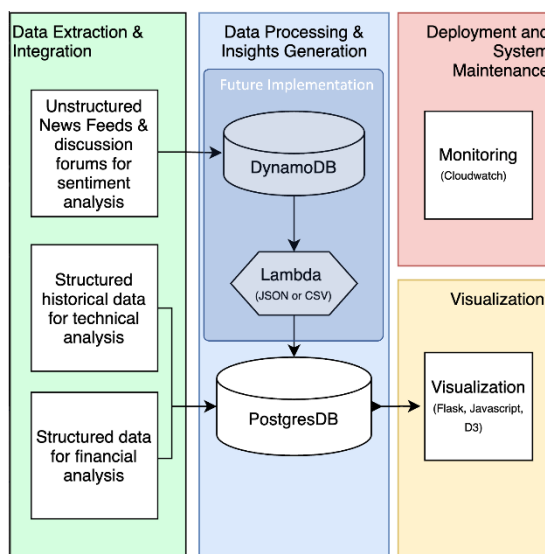 Data Extraction &
Integration
Unstructured
News Feeds &
discussion
forums for
sentiment
analysis
Structured
historical data
for technical
analysis
Structured data
for financial
analysis
Data Processing &
Insights Generation
Future Implementation
DynamoDB
Lambda
(JSON or CSV)
PostgresDB
Deployment and
System
Maintenance
Monitoring
(Cloudwatch)
Visualization
Visualization
(Flask, Javascript,
D3)